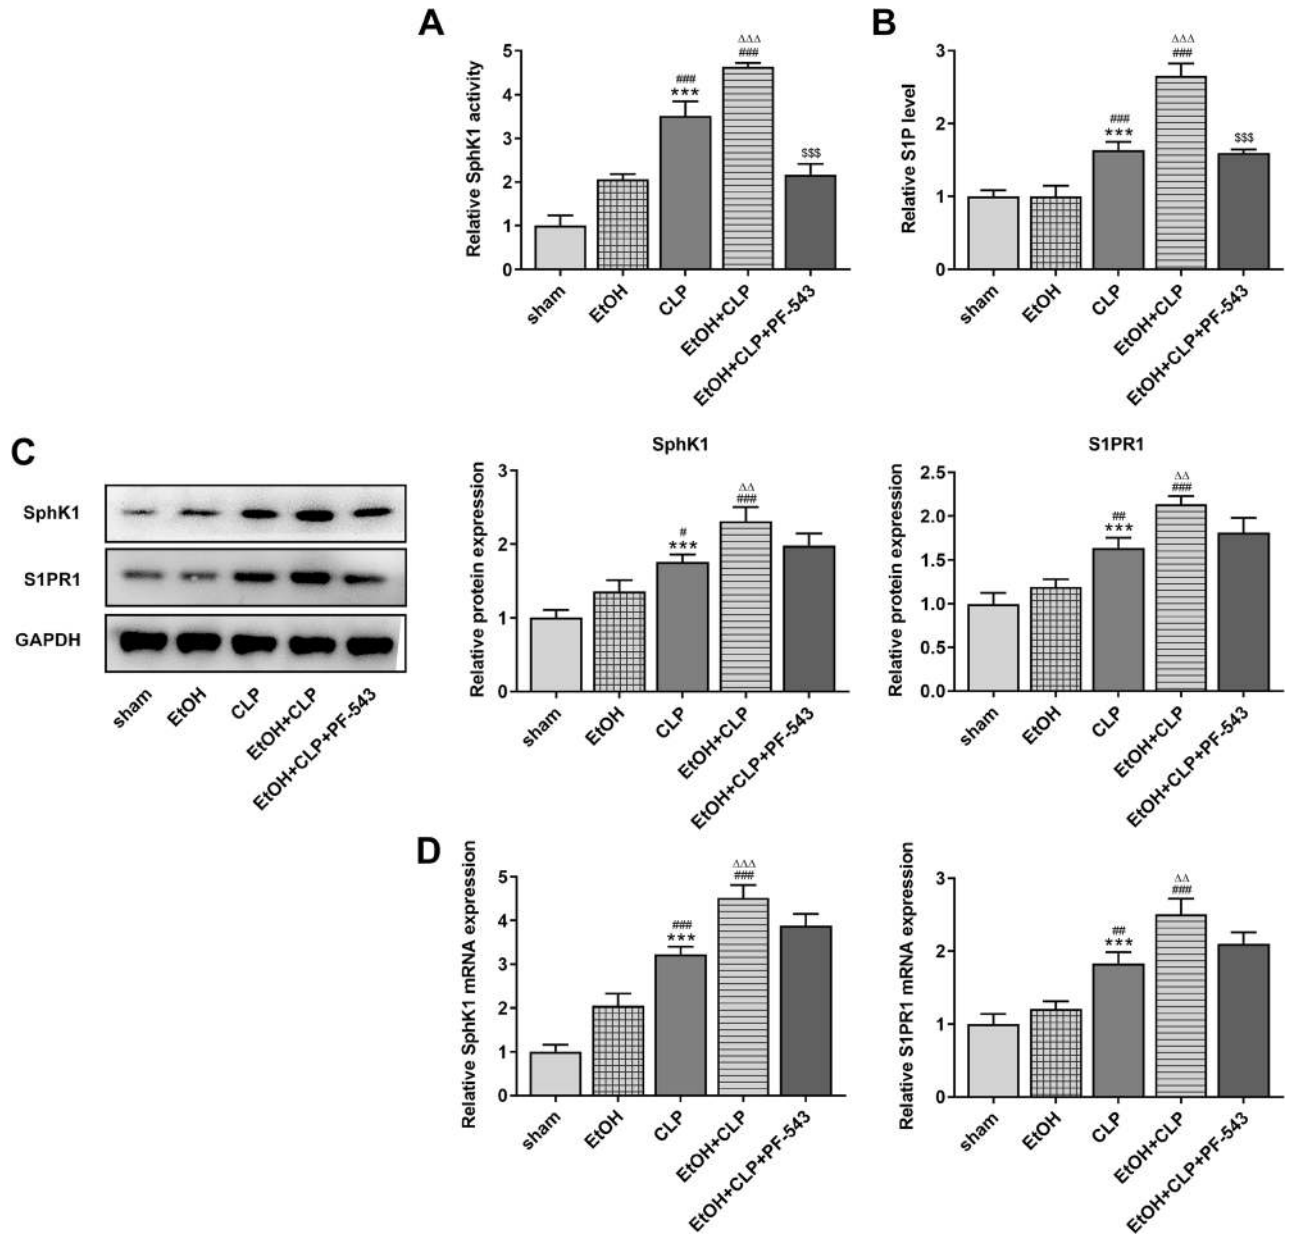 A
Relative SphK1 activity
5
4
3
2
1
0
ΔΔΔ
###
###
***
$$$
sham
EtOH
CLP
EtOH+CLP
EtOH+CLP+PF-543
B
Relative S1P level
3
2
1
0
ΔΔΔ
###
###
***
$$$
sham
EtOH
CLP
EtOH+CLP
EtOH+CLP+PF-543
C
SphK1
S1PR1
GAPDH
sham
EtOH
CLP
EtOH+CLP
EtOH+CLP+PF-543
SphK1
Relative protein expression
3
2
1
0
ΔΔ
###
#
***
sham
EtOH
CLP
EtOH+CLP
EtOH+CLP+PF-543
S1PR1
Relative protein expression
2.5
2.0
1.5
1.0
0.5
0.0
ΔΔ
###
##
***
sham
EtOH
CLP
EtOH+CLP
EtOH+CLP+PF-543
D
Relative SphK1 mRNA expression
5
4
3
2
1
0
ΔΔΔ
###
###
***
sham
EtOH
CLP
EtOH+CLP
EtOH+CLP+PF-543
Relative S1PR1 mRNA expression
3
2
1
0
ΔΔ
###
##
***
sham
EtOH
CLP
EtOH+CLP
EtOH+CLP+PF-543